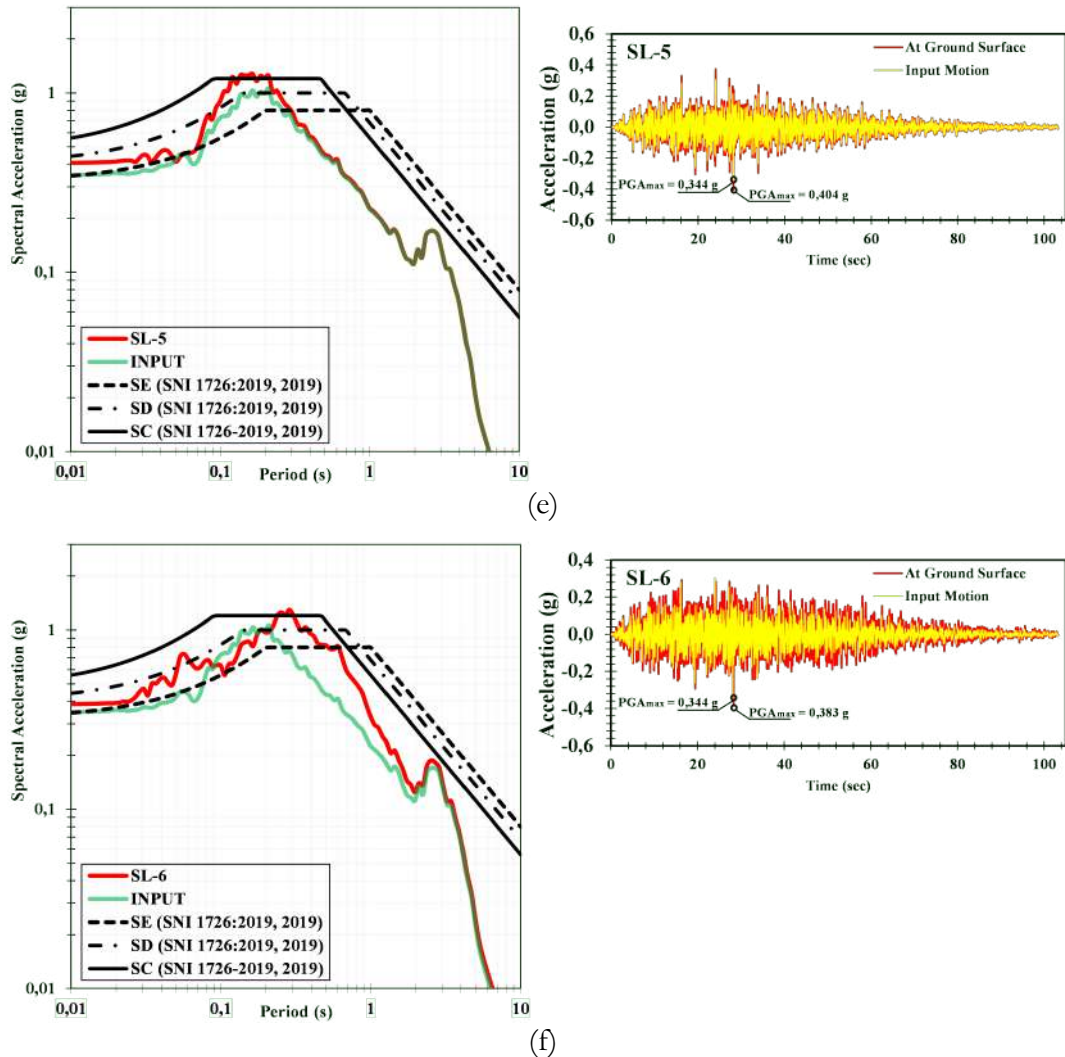 Spectral Acceleration (g)
1
0,1
0,01
SL-5
INPUT
SE (SNI 1726:2019, 2019)
SD (SNI 1726:2019, 2019)
SC (SNI 1726-2019, 2019)
0,01
0,1
1
10
Period (s)
SL-5
At Ground Surface
Input Motion
Acceleration (g)
0,6
0,4
0,2
0,0
-0,2
-0,4
-0,6
PGAmax = 0,344 g
PGAmax = 0,404 g
0
20
40
60
80
100
Time (sec)
(e)
Spectral Acceleration (g)
1
0,1
0,01
SL-6
INPUT
SE (SNI 1726:2019, 2019)
SD (SNI 1726:2019, 2019)
SC (SNI 1726-2019, 2019)
0,01
0,1
1
10
Period (s)
SL-6
At Ground Surface
Input Motion
Acceleration (g)
0,4
0,2
0,0
-0,2
-0,4
-0,6
PGAmax = 0,344 g
PGAmax = 0,383 g
0
20
40
60
80
100
Time (sec)
(f)